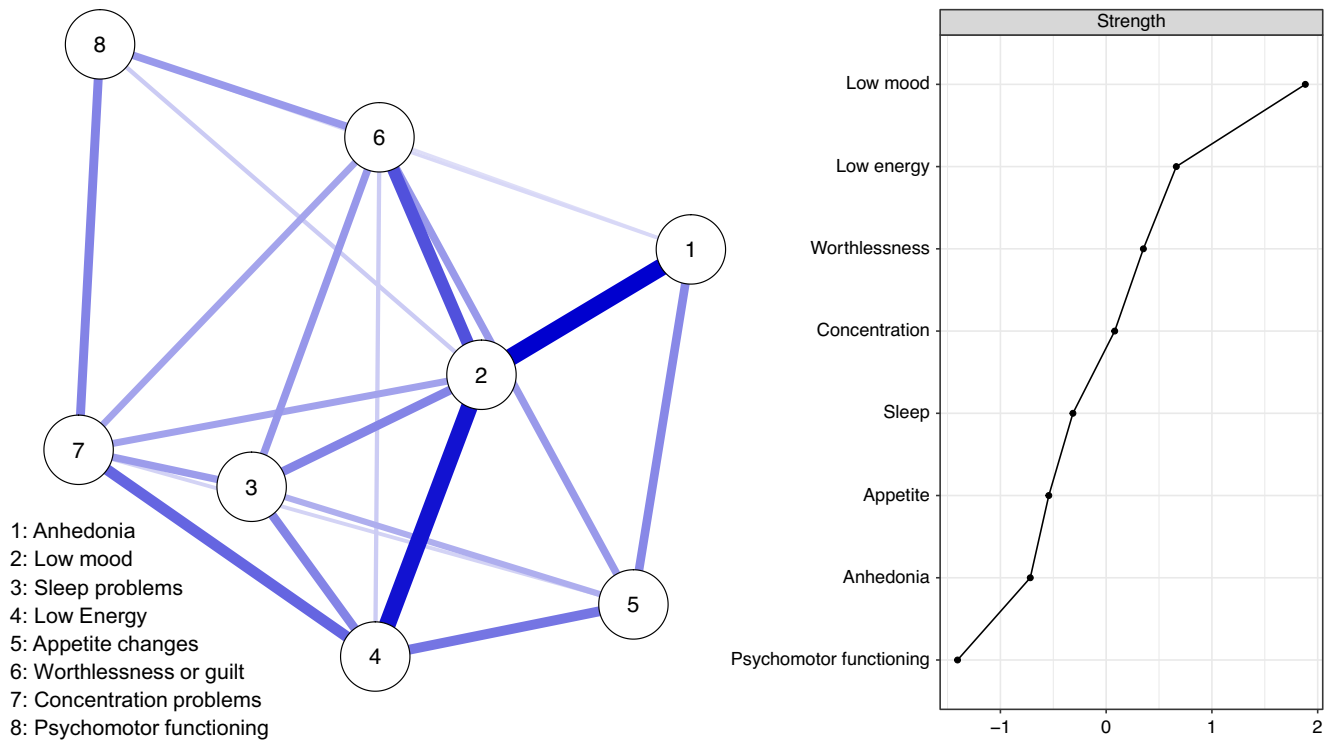 8
6
1
2
7
3
5
4
1: Anhedonia
2: Low mood
3: Sleep problems
4: Low Energy
5: Appetite changes
6: Worthlessness or guilt
7: Concentration problems
8: Psychomotor functioning
Strength
Low mood
Low energy
Worthlessness
Concentration
Sleep
Appetite
Anhedonia
Psychomotor functioning
−1 0 1 2